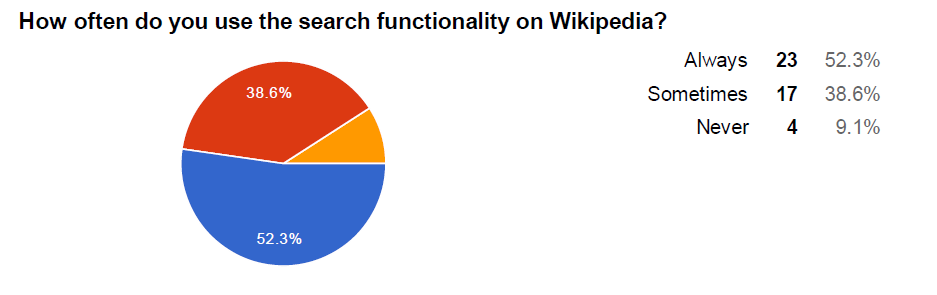 How often do you use the search functionality on Wikipedia?
38.6%
52.3%
Always 23 52.3%
Sometimes 17 38.6%
Never 4 9.1%